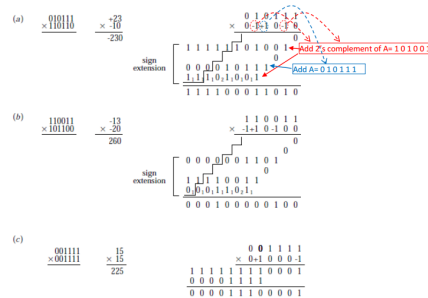 (a)
010111
× 110110
+23
× -10
-230
0 1 0 1 1 1
× 0 -1 +1 0 -1 0
0
sign
extension
1 1 1 1 1 1 0 1 0 0 1
Add 2's complement of A= 1 0 1 0 0 1
0
0 0 0 0 1 0 1 1 1
Add A= 0 1 0 1 1 1
1 1 1 1 0 0 0 1 1 0 1 0
(b)
110011
×101100
-13
× -20
260
1 1 0 0 1 1
× -1 +1 0 -1 0 0
0
0
sign
extension
0 0 0 0 0 0 1 1 0 1
0
1 1 1 1 0 0 1 1
0 0 0 1 0 0 0 0 0 1 0 0
(c)
001111
×001111
15
× 15
225
0 0 1 1 1 1
× 0 +1 0 0 0 -1
1 1 1 1 1 1 1 1 0 0 0 1
0 0 0 0 1 1 1 1
0 0 0 0 1 1 1 0 0 0 0 1